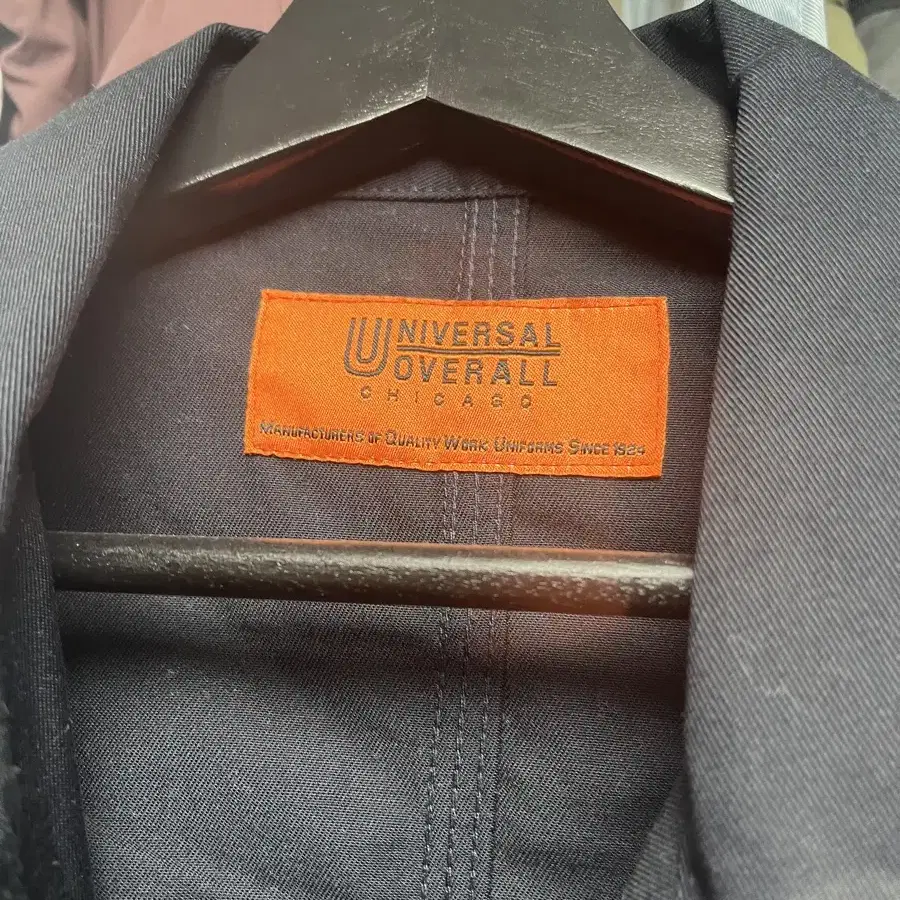 UNIVERSAL
OVERALL
CHICAGO
MANUFACTURERS OF QUALITY WORK UNIFORMS SINCE 1924